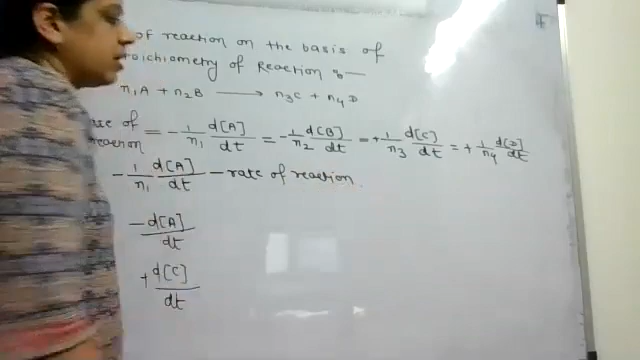 of reaction on the basis of
oichiometry of Reaction :-
n₁A + n₂B ⟶ n₃C + n₄D
of reaction = -1/n₁ d[A]/dt = -1/n₂ d[B]/dt = +1/n₃ d[C]/dt = +1/n₄ d[D]/dt
-1/n₁ d[A]/dt - rate of reaction
-d[A]/dt
+d[C]/dt